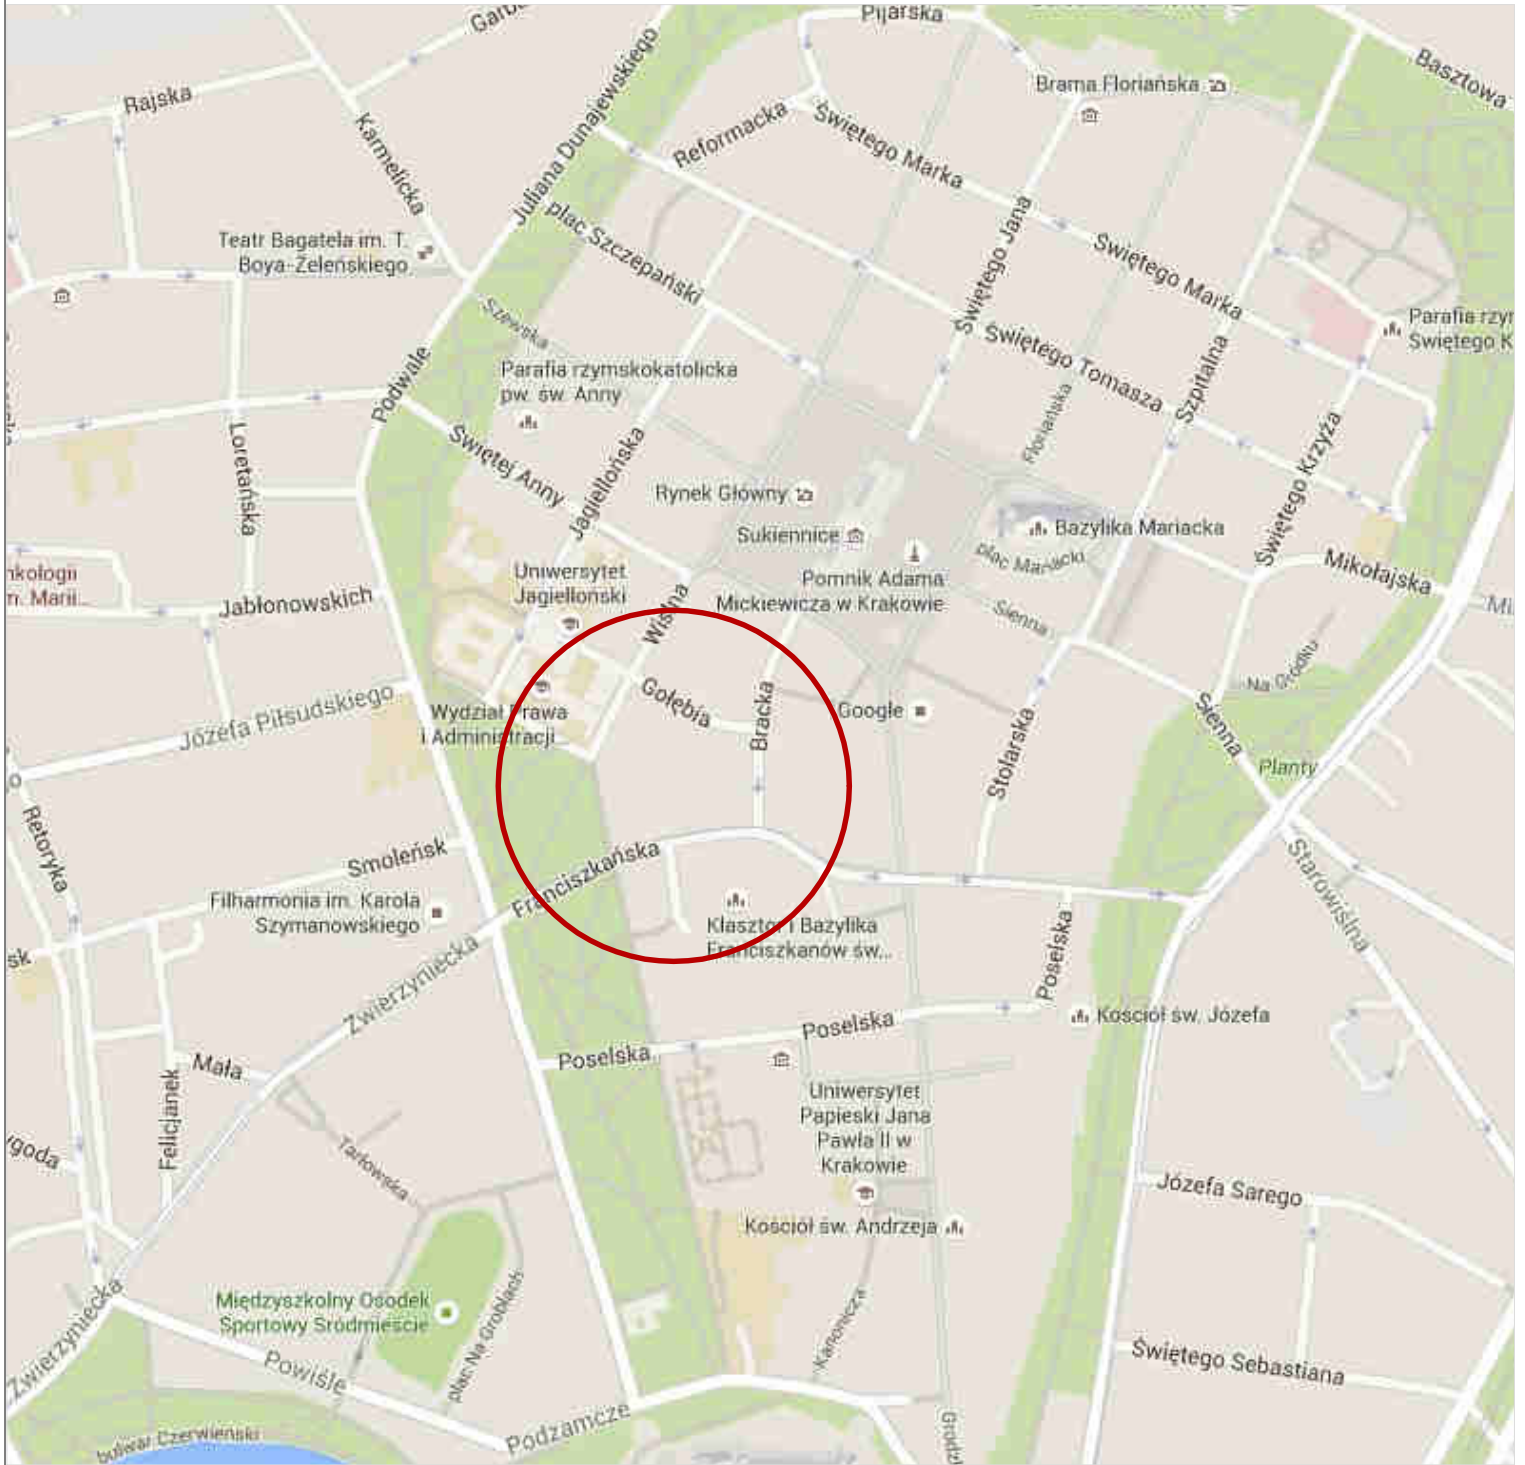 Pijarska
Basztowa
Rajska
Karmelicka
Juliana Dunajewskiego
Reformacka
Brama Floriańska
Świętego Marka
plac Szczepański
Teatr Bagatela im. T.
Boya-Żeleńskiego
Świętego Jana
Świętego Marka
Szewska
Parafia rzymskokatolicka
pw. św. Anny
Świętego Tomasza
Szpitalna
Parafia rzyr
Świętego K
Podwale
Floriańska
Świętego Krzyża
Loretańska
Świętej Anny
Jagiellońska
Rynek Główny
Sukiennice
Bazylika Mariacka
plac Mariacki
Mikołajska
nkologii
m. Marii...
Jabłonowskich
Uniwersytet
Jagielloński
Pomnik Adama
Mickiewicza w Krakowie
Wiślna
Sienna
Na Gródku
Józefa Piłsudskiego
Wydział Prawa
i Administracji
Gołębia
Bracka
Google
Stolarska
Sienna
Planty
Retoryka
Smoleńsk
Franciszkańska
Filharmonia im. Karola
Szymanowskiego
Klasztor i Bazylika
Franciszkanów św...
Starowiślna
sk
Zwierzyniecka
Poselska
Poselska
Poselska
Kościół św. Józefa
Mała
Felicjanek
ygoda
Tarłowska
Uniwersytet
Papieski Jana
Pawła II w
Krakowie
Józefa Sarego
Kościół św. Andrzeja
Międzyszkolny Osodek
Sportowy Śródmieście
plac Na Groblach
Kanonicza
Zwierzyniecka
Powiśle
Świętego Sebastiana
Podzamcze
bulwar Czerwieński